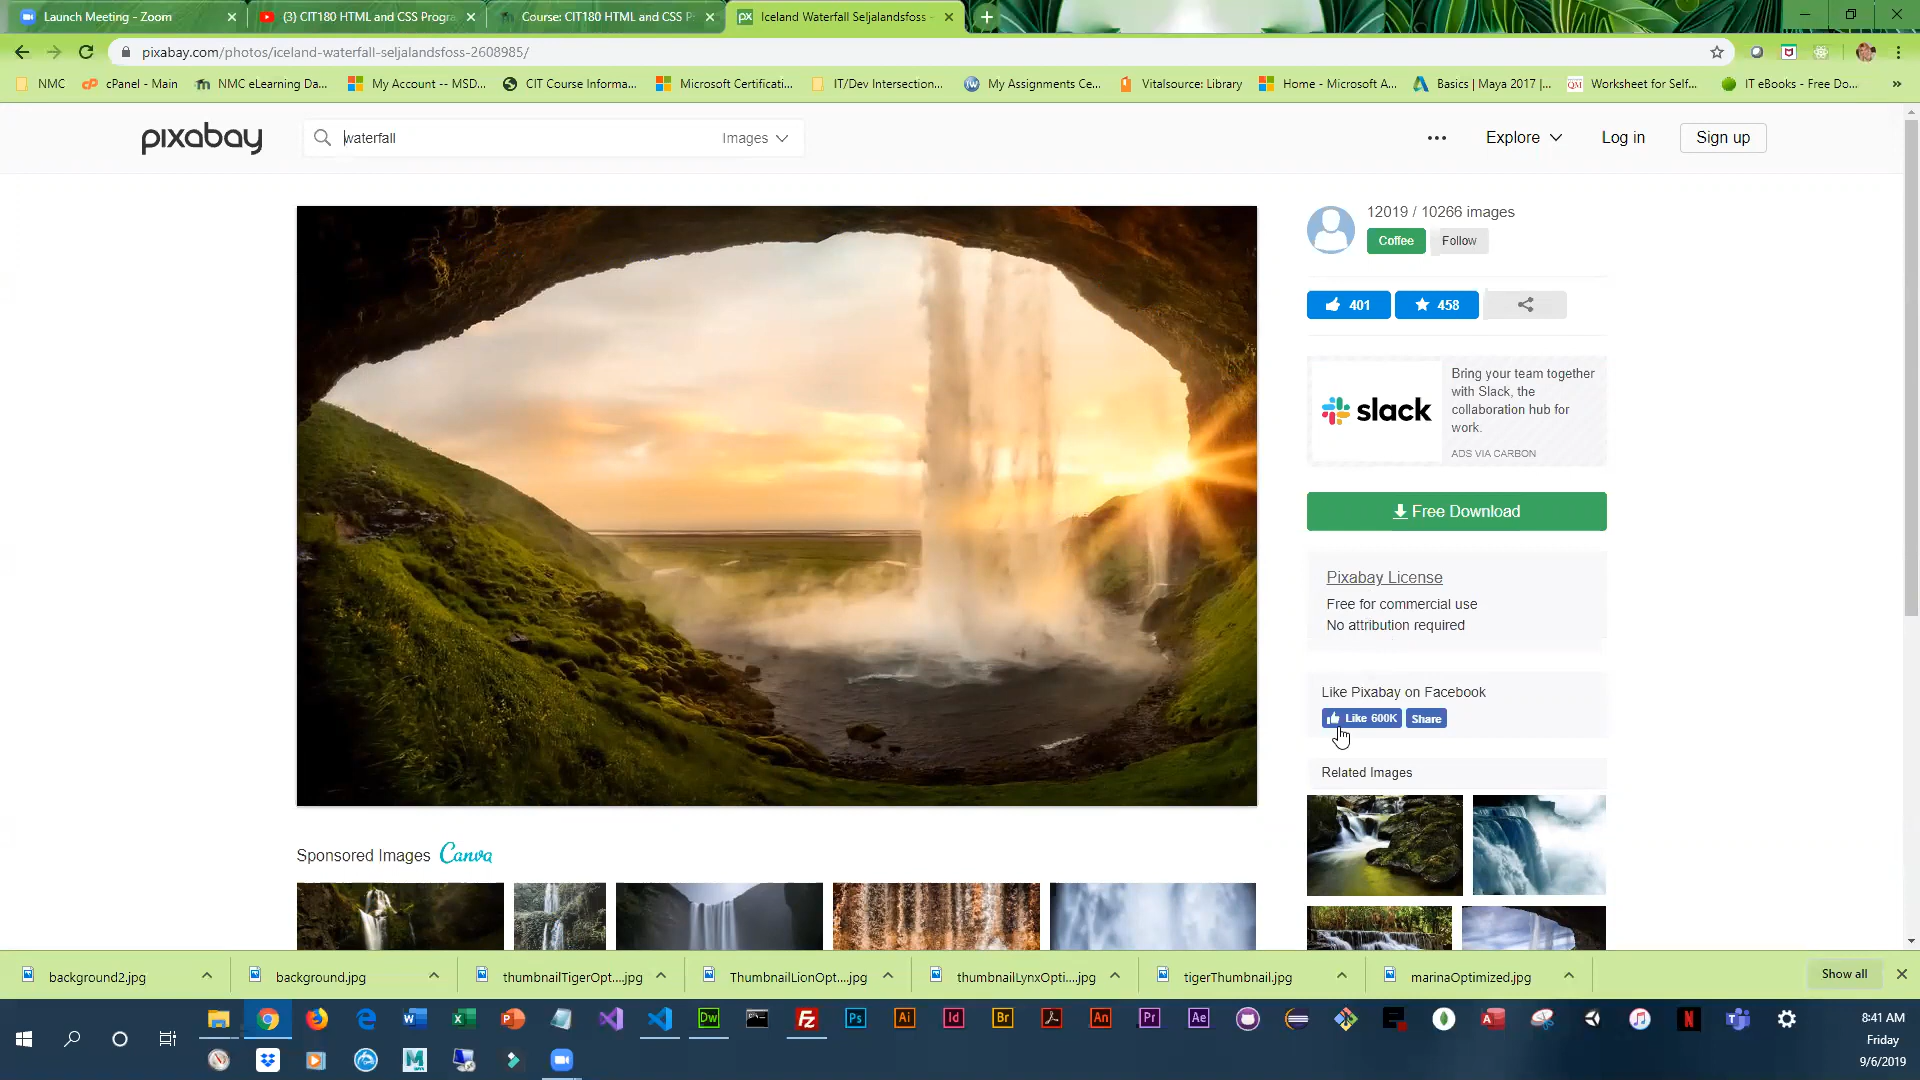 Launch Meeting - Zoom
(3) CIT180 HTML and CSS Progra
Course: CIT180 HTML and CSS P
Iceland Waterfall Seljalandsfoss -
pixabay.com/photos/iceland-waterfall-seljalandsfoss-2608985/
NMC
cPanel - Main
NMC eLearning Da...
My Account -- MSD...
CIT Course Informa...
Microsoft Certificati...
IT/Dev Intersection...
My Assignments Ce...
Vitalsource: Library
Home - Microsoft A...
Basics | Maya 2017 |...
Worksheet for Self...
IT eBooks - Free Do...
pixabay
waterfall
Images
Explore
Log in
Sign up
12019 / 10266 images
Coffee
Follow
401
458
slack
Bring your team together
with Slack, the
collaboration hub for
work.
ADS VIA CARBON
Free Download
Pixabay License
Free for commercial use
No attribution required
Like Pixabay on Facebook
Like 600K
Share
Related Images
Sponsored Images Canva
background2.jpg
background.jpg
thumbnailTigerOpt....jpg
ThumbnailLionOpt....jpg
thumbnailLynxOpti....jpg
tigerThumbnail.jpg
marinaOptimized.jpg
Show all
8:41 AM
Friday
9/6/2019